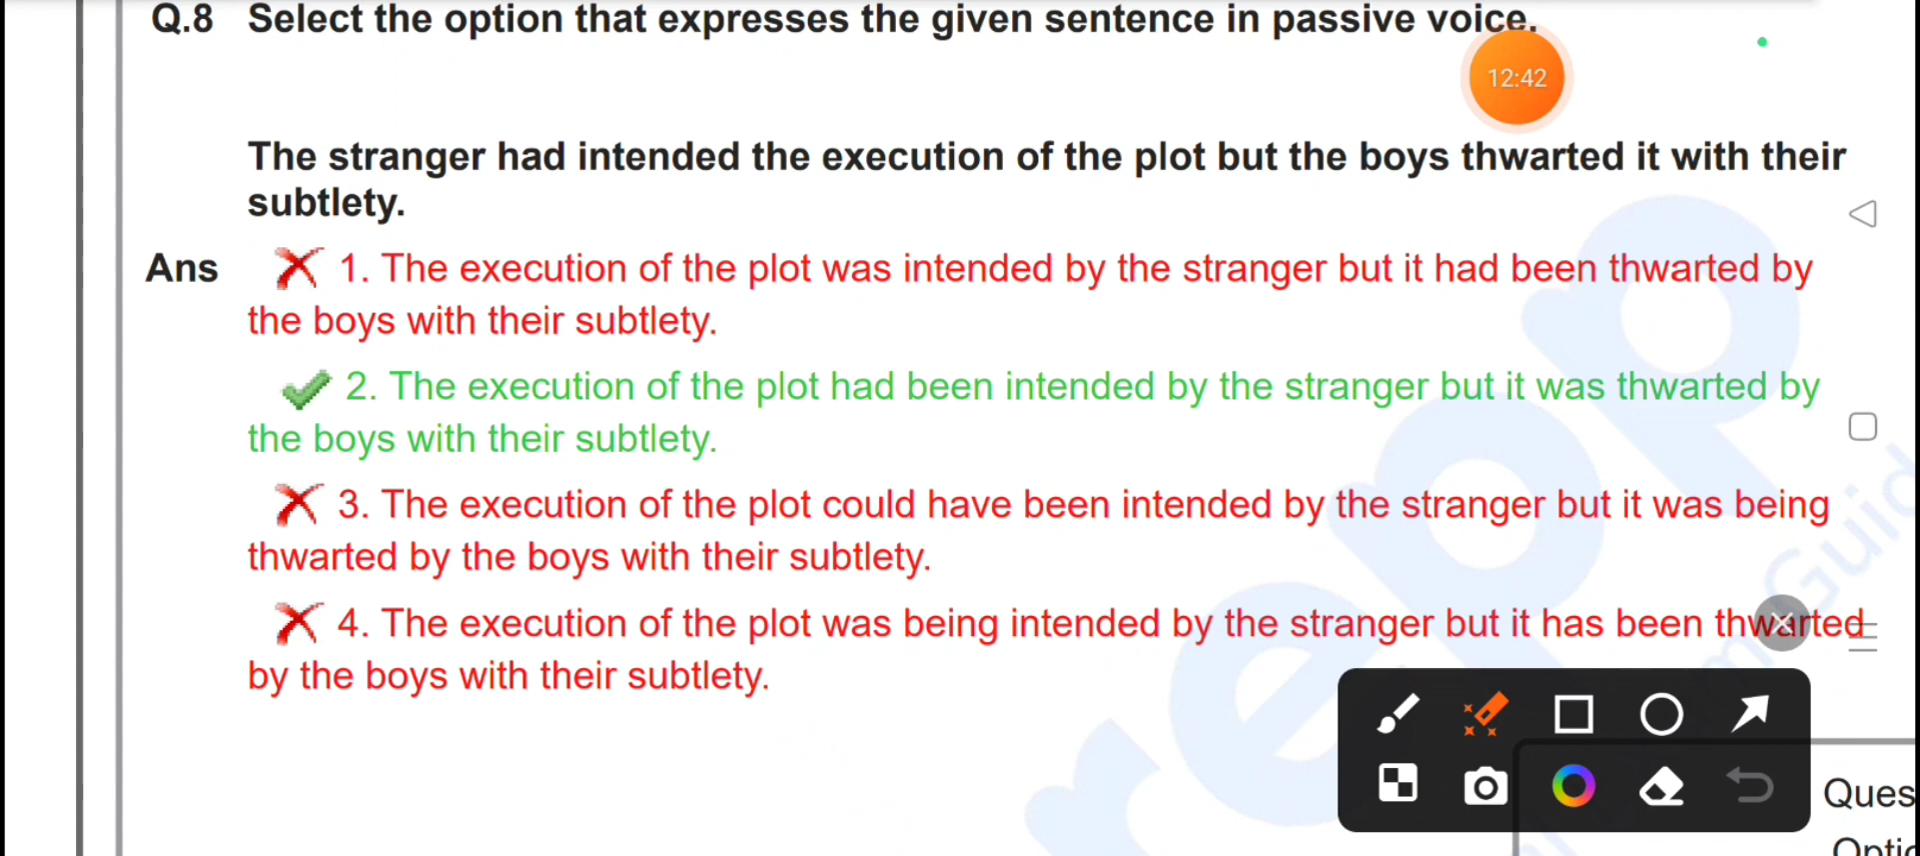 Q.8 Select the option that expresses the given sentence in passive voice.
12:42
The stranger had intended the execution of the plot but the boys thwarted it with their
subtlety.
Ans 1. The execution of the plot was intended by the stranger but it had been thwarted by
the boys with their subtlety.
2. The execution of the plot had been intended by the stranger but it was thwarted by
the boys with their subtlety.
3. The execution of the plot could have been intended by the stranger but it was being
thwarted by the boys with their subtlety.
4. The execution of the plot was being intended by the stranger but it has been thwarted
by the boys with their subtlety.